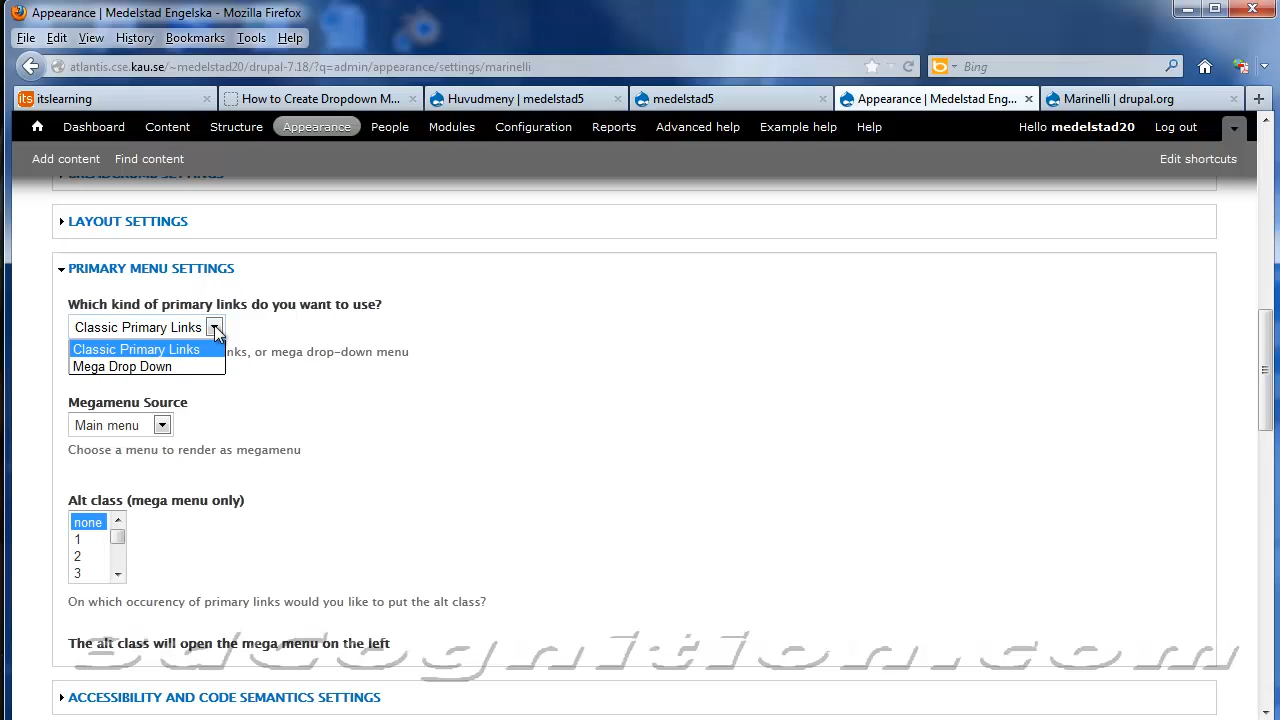 Appearance | Medelstad Engelska - Mozilla Firefox
File Edit View History Bookmarks Tools Help
atlantis.cse.kau.se/~medelstad20/drupal-7.18/?q=admin/appearance/settings/marinelli
Bing
its itslearning
How to Create Dropdown M...
Huvudmeny | medelstad5
medelstad5
Appearance | Medelstad Eng...
Marinelli | drupal.org
Dashboard Content Structure Appearance People Modules Configuration Reports Advanced help Example help Help Hello medelstad20 Log out
Add content Find content Edit shortcuts
BREADCRUMB SETTINGS
LAYOUT SETTINGS
PRIMARY MENU SETTINGS
Which kind of primary links do you want to use?
Classic Primary Links
Classic Primary Links
nks, or mega drop-down menu
Mega Drop Down
Megamenu Source
Main menu
Choose a menu to render as megamenu
Alt class (mega menu only)
none
1
2
3
On which occurency of primary links would you like to put the alt class?
The alt class will open the mega menu on the left
3dCognition.com
ACCESSIBILITY AND CODE SEMANTICS SETTINGS